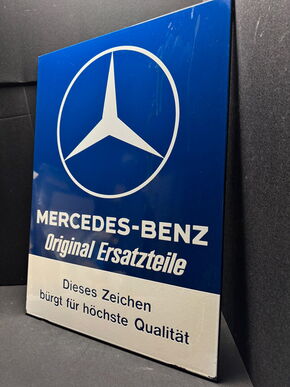 MERCEDES-BENZ
Original Ersatzteile
Dieses Zeichen
bürgt für höchste Qualität